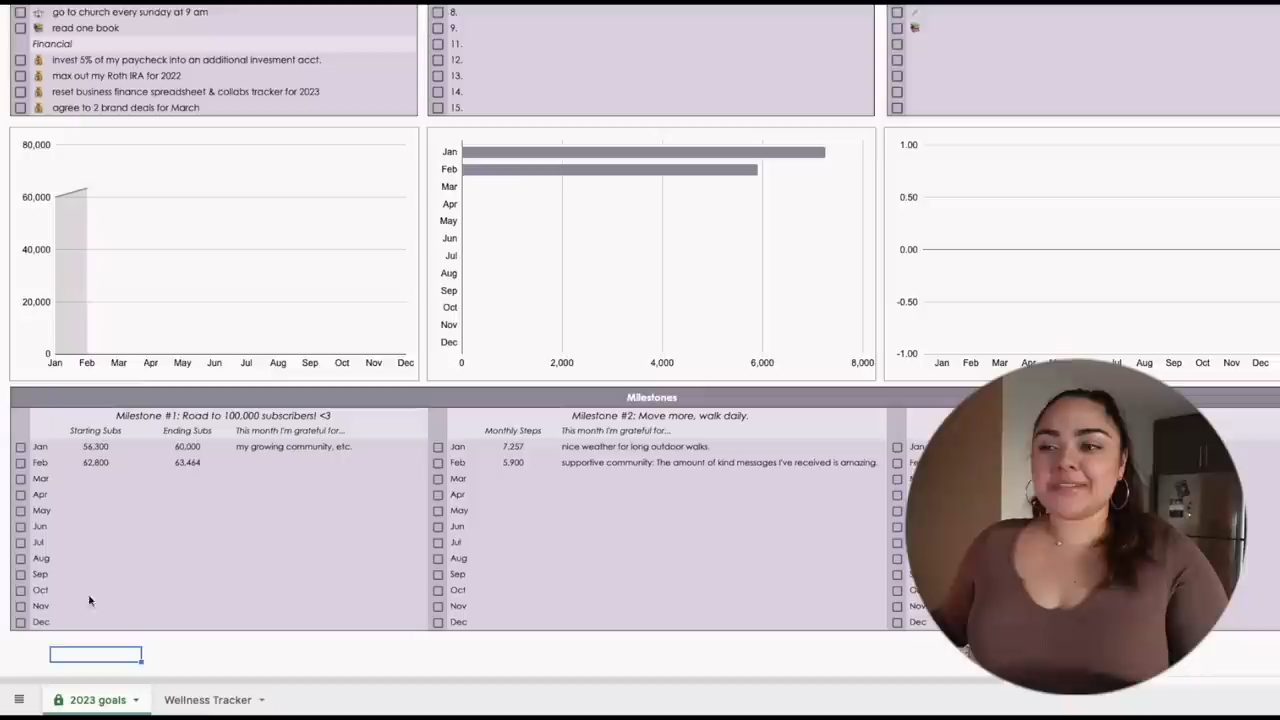 go to church every sunday at 9 am
read one book
Financial
invest 5% of my paycheck into an additional invesment acct.
max out my Roth IRA for 2022
reset business finance spreadsheet & collabs tracker for 2023
agree to 2 brand deals for March
8.
9.
11.
12.
13.
14.
15.
80,000
60,000
40,000
20,000
0
Jan Feb Mar Apr May Jun Jul Aug Sep Oct Nov Dec
Jan
Feb
Mar
Apr
May
Jun
Jul
Aug
Sep
Oct
Nov
Dec
0 2,000 4,000 6,000 8,000
1.00
0.50
0.00
-0.50
-1.00
Jan Feb Mar Apr May Jun Jul Aug Sep Oct Nov Dec
Milestones
Milestone #1: Road to 100,000 subscribers! <3
Starting Subs Ending Subs This month I'm grateful for...
Jan 56,300 60,000 my growing community, etc.
Feb 62,800 63,464
Mar
Apr
May
Jun
Jul
Aug
Sep
Oct
Nov
Dec
Milestone #2: Move more, walk daily.
Monthly Steps This month I'm grateful for...
Jan 7,257 nice weather for long outdoor walks.
Feb 5,900 supportive community: The amount of kind messages I've received is amazing.
Mar
Apr
May
Jun
Jul
Aug
Sep
Oct
Nov
Dec
Jan
Feb
Dec
2023 goals Wellness Tracker